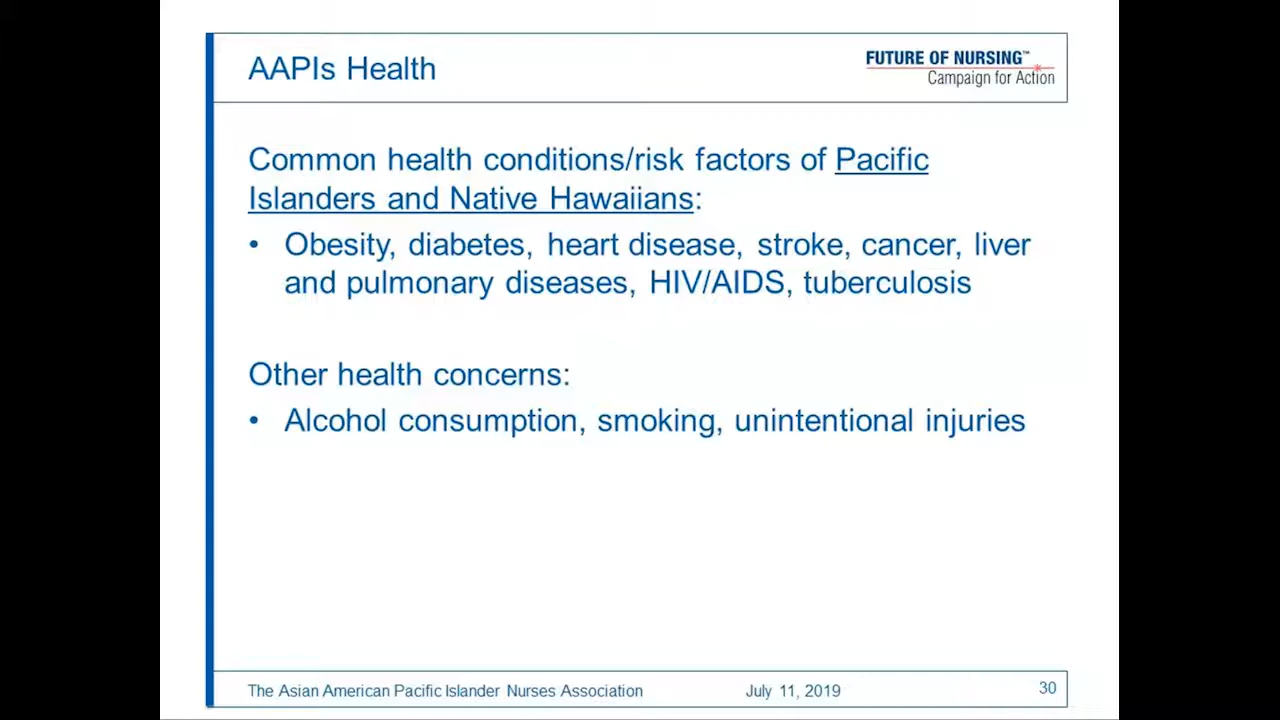 AAPIs Health
FUTURE OF NURSING™
Campaign for Action
Common health conditions/risk factors of Pacific
Islanders and Native Hawaiians:
• Obesity, diabetes, heart disease, stroke, cancer, liver
and pulmonary diseases, HIV/AIDS, tuberculosis
Other health concerns:
• Alcohol consumption, smoking, unintentional injuries
The Asian American Pacific Islander Nurses Association
July 11, 2019
30